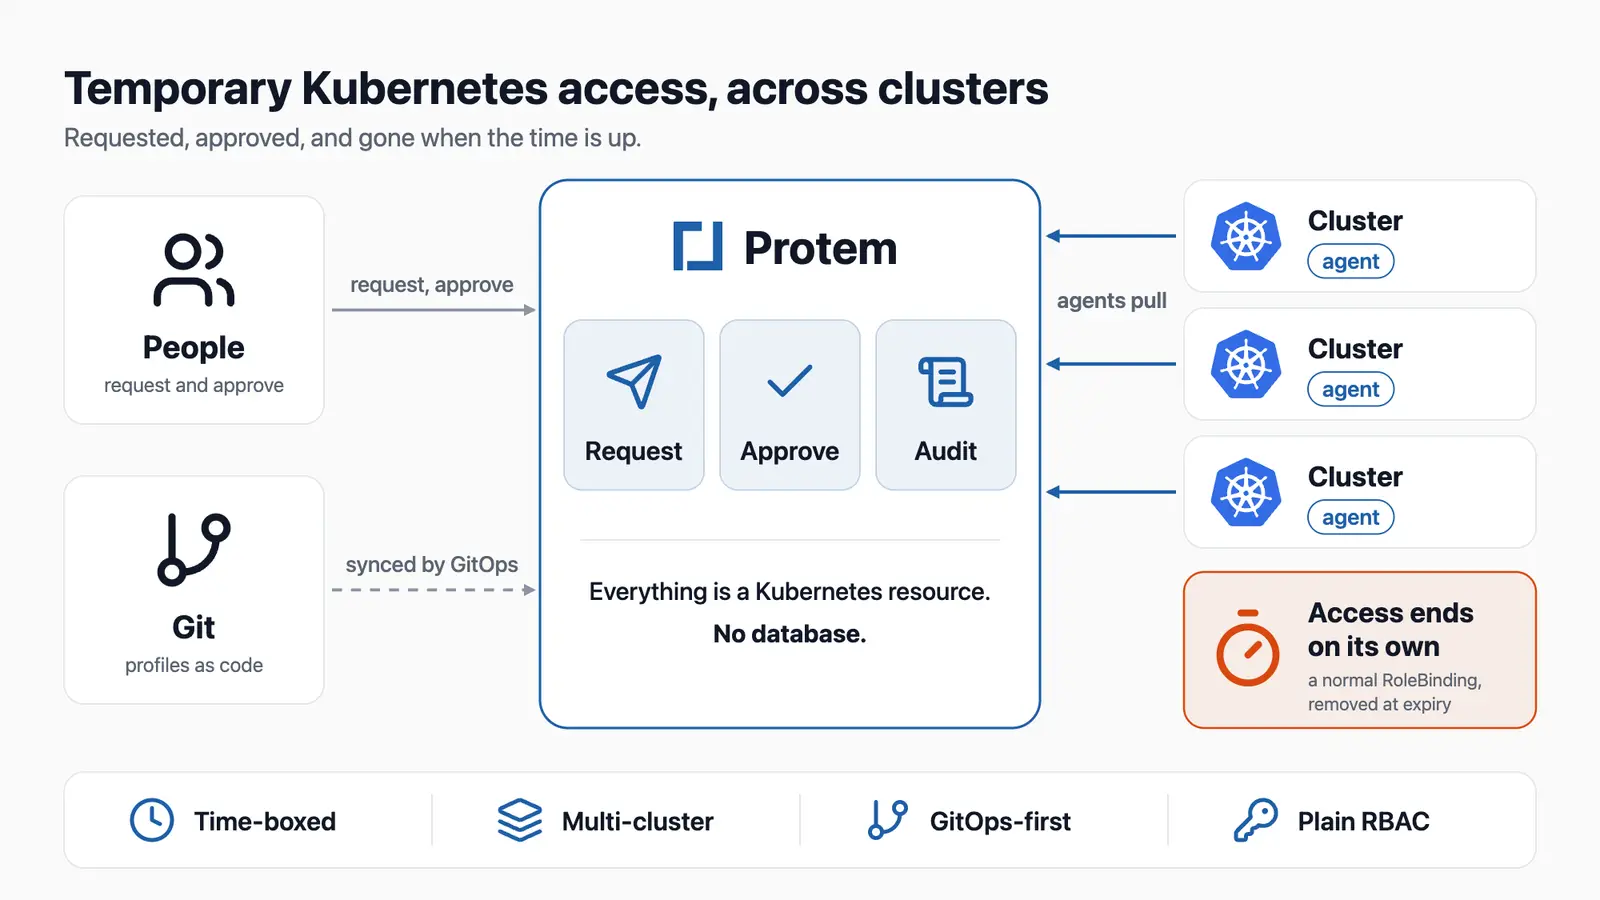 Temporary Kubernetes access, across clusters
Requested, approved, and gone when the time is up.
People
request and approve
request, approve
Git
profiles as code
synced by GitOps
Protem
Request
Approve
Audit
Everything is a Kubernetes resource.
No database.
agents pull
Cluster
agent
Cluster
agent
Cluster
agent
Access ends
on its own
a normal RoleBinding,
removed at expiry
Time-boxed
Multi-cluster
GitOps-first
Plain RBAC